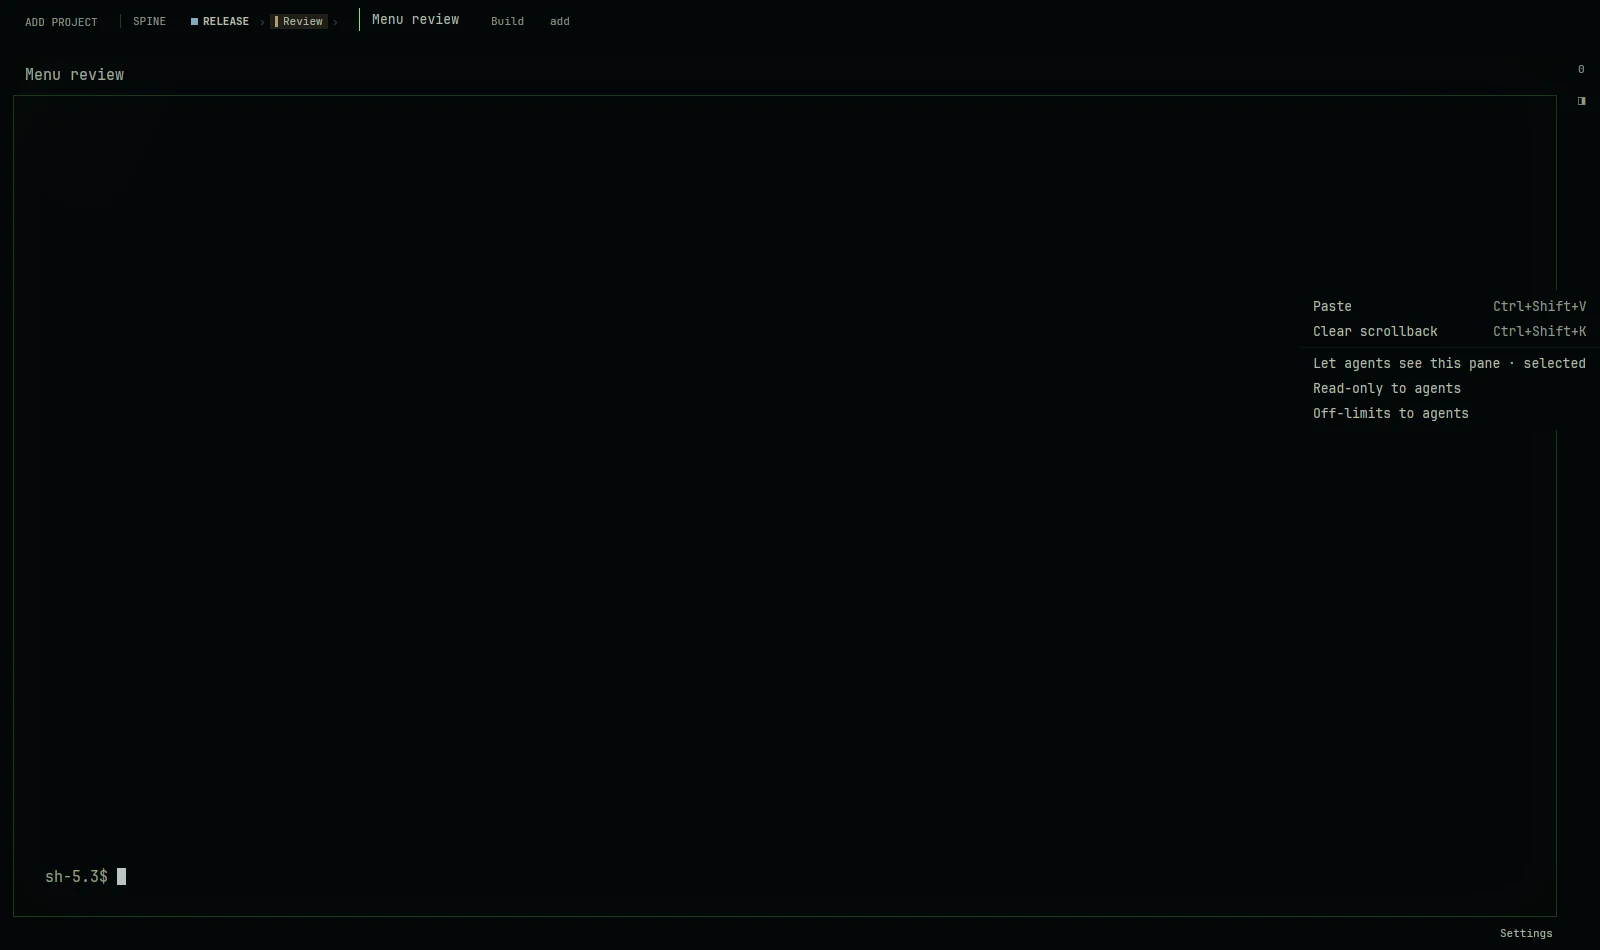 ADD PROJECT SPINE RELEASE › Review › Menu review Build add
Menu review
0
Paste Ctrl+Shift+V
Clear scrollback Ctrl+Shift+K
Let agents see this pane · selected
Read-only to agents
Off-limits to agents
sh-5.3$
Settings